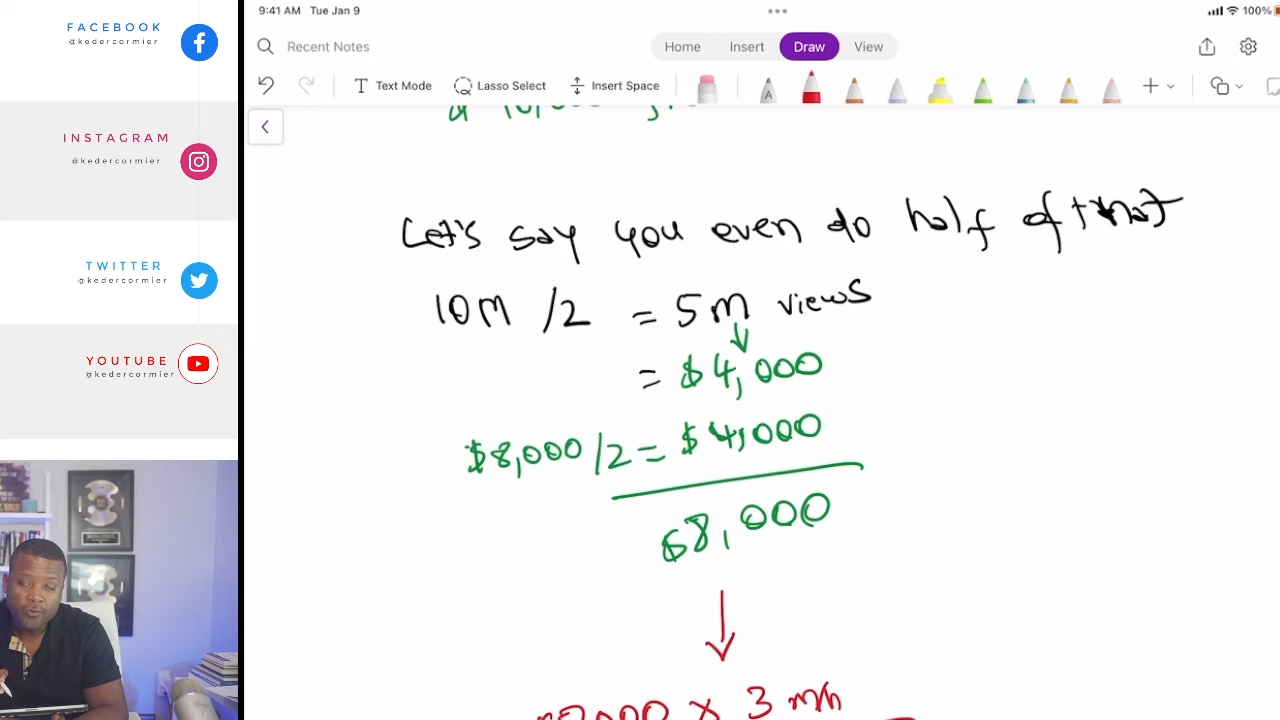 FACEBOOK
@kedercormier
INSTAGRAM
@kedercormier
TWITTER
@kedercormier
YOUTUBE
@kedercormier
9:41 AM Tue Jan 9
100%
Recent Notes
Home Insert Draw View
Text Mode Lasso Select Insert Space
Let's say you even do half of that
10M /2 = 5M views
= $4,000
$8,000 /2 = $4,000
$8,000
x 3